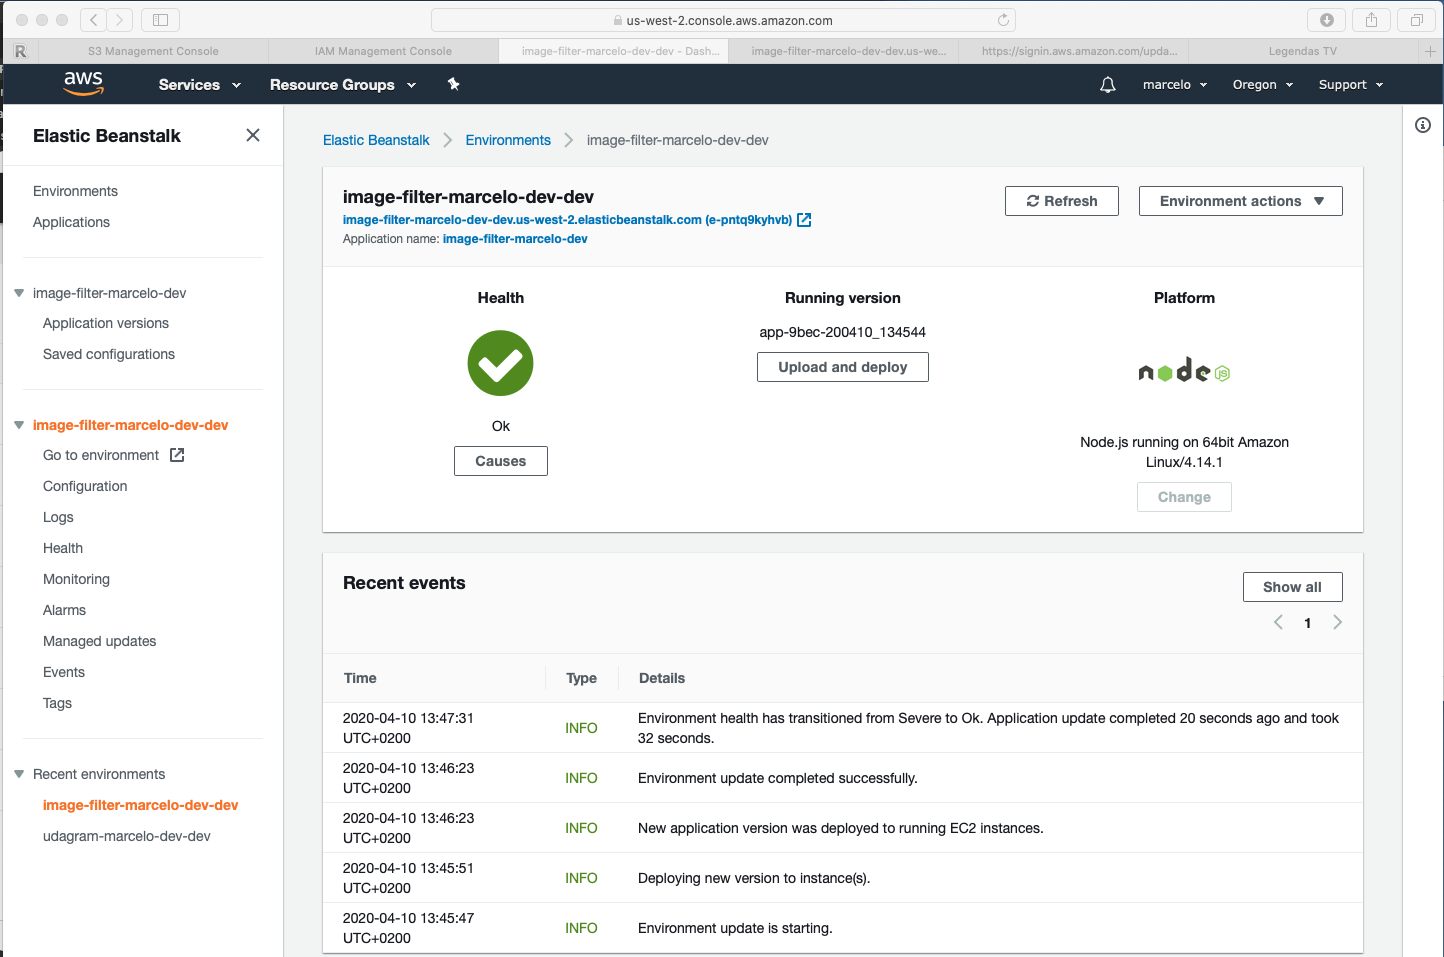 us-west-2.console.aws.amazon.com
R
S3 Management Console
IAM Management Console
image-filter-marcelo-dev-dev - Dash...
image-filter-marcelo-dev-dev.us-we...
https://signin.aws.amazon.com/upda...
Legendas TV
aws
Services
Resource Groups
marcelo
Oregon
Support
Elastic Beanstalk
Environments
Applications
image-filter-marcelo-dev
Application versions
Saved configurations
image-filter-marcelo-dev-dev
Go to environment
Configuration
Logs
Health
Monitoring
Alarms
Managed updates
Events
Tags
Recent environments
image-filter-marcelo-dev-dev
udagram-marcelo-dev-dev
Elastic Beanstalk
Environments
image-filter-marcelo-dev-dev
image-filter-marcelo-dev-dev
image-filter-marcelo-dev-dev.us-west-2.elasticbeanstalk.com (e-pntq9kyhvb)
Application name: image-filter-marcelo-dev
Refresh
Environment actions
Health
Ok
Causes
Running version
app-9bec-200410_134544
Upload and deploy
Platform
node
JS
Node.js running on 64bit Amazon
Linux/4.14.1
Change
Recent events
Show all
1
Time Type Details
2020-04-10 13:47:31
UTC+0200
INFO
Environment health has transitioned from Severe to Ok. Application update completed 20 seconds ago and took
32 seconds.
2020-04-10 13:46:23
UTC+0200
INFO
Environment update completed successfully.
2020-04-10 13:46:23
UTC+0200
INFO
New application version was deployed to running EC2 instances.
2020-04-10 13:45:51
UTC+0200
INFO
Deploying new version to instance(s).
2020-04-10 13:45:47
UTC+0200
INFO
Environment update is starting.